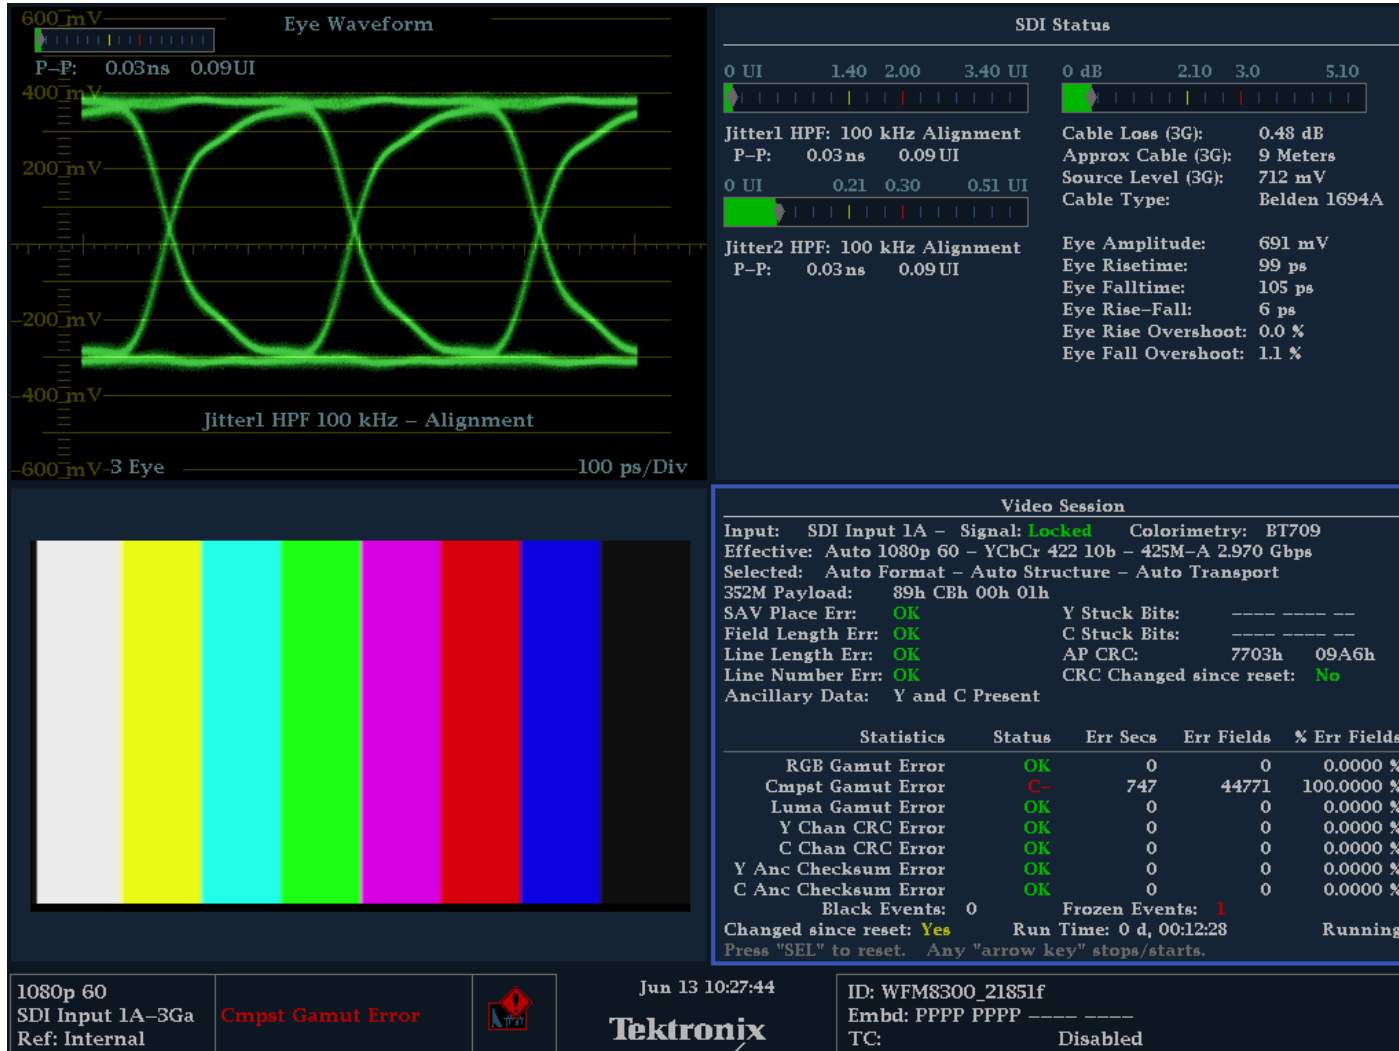 Eye Waveform
600 mV
P-P: 0.03 ns 0.09 UI
400 mV
200 mV
-200 mV
-400 mV
Jitter1 HPF 100 kHz - Alignment
-600 mV
3 Eye
100 ps/Div
SDI Status
0 UI 1.40 2.00 3.40 UI
Jitter1 HPF: 100 kHz Alignment
P-P: 0.03 ns 0.09 UI
0 UI 0.21 0.30 0.51 UI
Jitter2 HPF: 100 kHz Alignment
P-P: 0.03 ns 0.09 UI
0 dB 2.10 3.0 5.10
Cable Loss (3G): 0.48 dB
Approx Cable (3G): 9 Meters
Source Level (3G): 712 mV
Cable Type: Belden 1694A
Eye Amplitude: 691 mV
Eye Risetime: 99 ps
Eye Falltime: 105 ps
Eye Rise-Fall: 6 ps
Eye Rise Overshoot: 0.0 %
Eye Fall Overshoot: 1.1 %
Video Session
Input: SDI Input 1A - Signal: Locked Colorimetry: BT709
Effective: Auto 1080p 60 - YCbCr 422 10b - 425M-A 2.970 Gbps
Selected: Auto Format - Auto Structure - Auto Transport
352M Payload: 89h CBh 00h 01h
SAV Place Err: OK Y Stuck Bits: ---- ---- --
Field Length Err: OK C Stuck Bits: ---- ---- --
Line Length Err: OK AP CRC: 7703h 09A6h
Line Number Err: OK CRC Changed since reset: No
Ancillary Data: Y and C Present
Statistics Status Err Secs Err Fields % Err Fields
RGB Gamut Error OK 0 0 0.0000 %
Cmpst Gamut Error C- 747 44771 100.0000 %
Luma Gamut Error OK 0 0 0.0000 %
Y Chan CRC Error OK 0 0 0.0000 %
C Chan CRC Error OK 0 0 0.0000 %
Y Anc Checksum Error OK 0 0 0.0000 %
C Anc Checksum Error OK 0 0 0.0000 %
Black Events: 0 Frozen Events: 1
Changed since reset: Yes Run Time: 0 d, 00:12:28 Running
Press "SEL" to reset. Any "arrow key" stops/starts.
1080p 60
SDI Input 1A-3Ga
Ref: Internal
Cmpst Gamut Error
Jun 13 10:27:44
Tektronix
ID: WFM8300_21851f
Embd: PPPP PPPP ---- ----
TC: Disabled